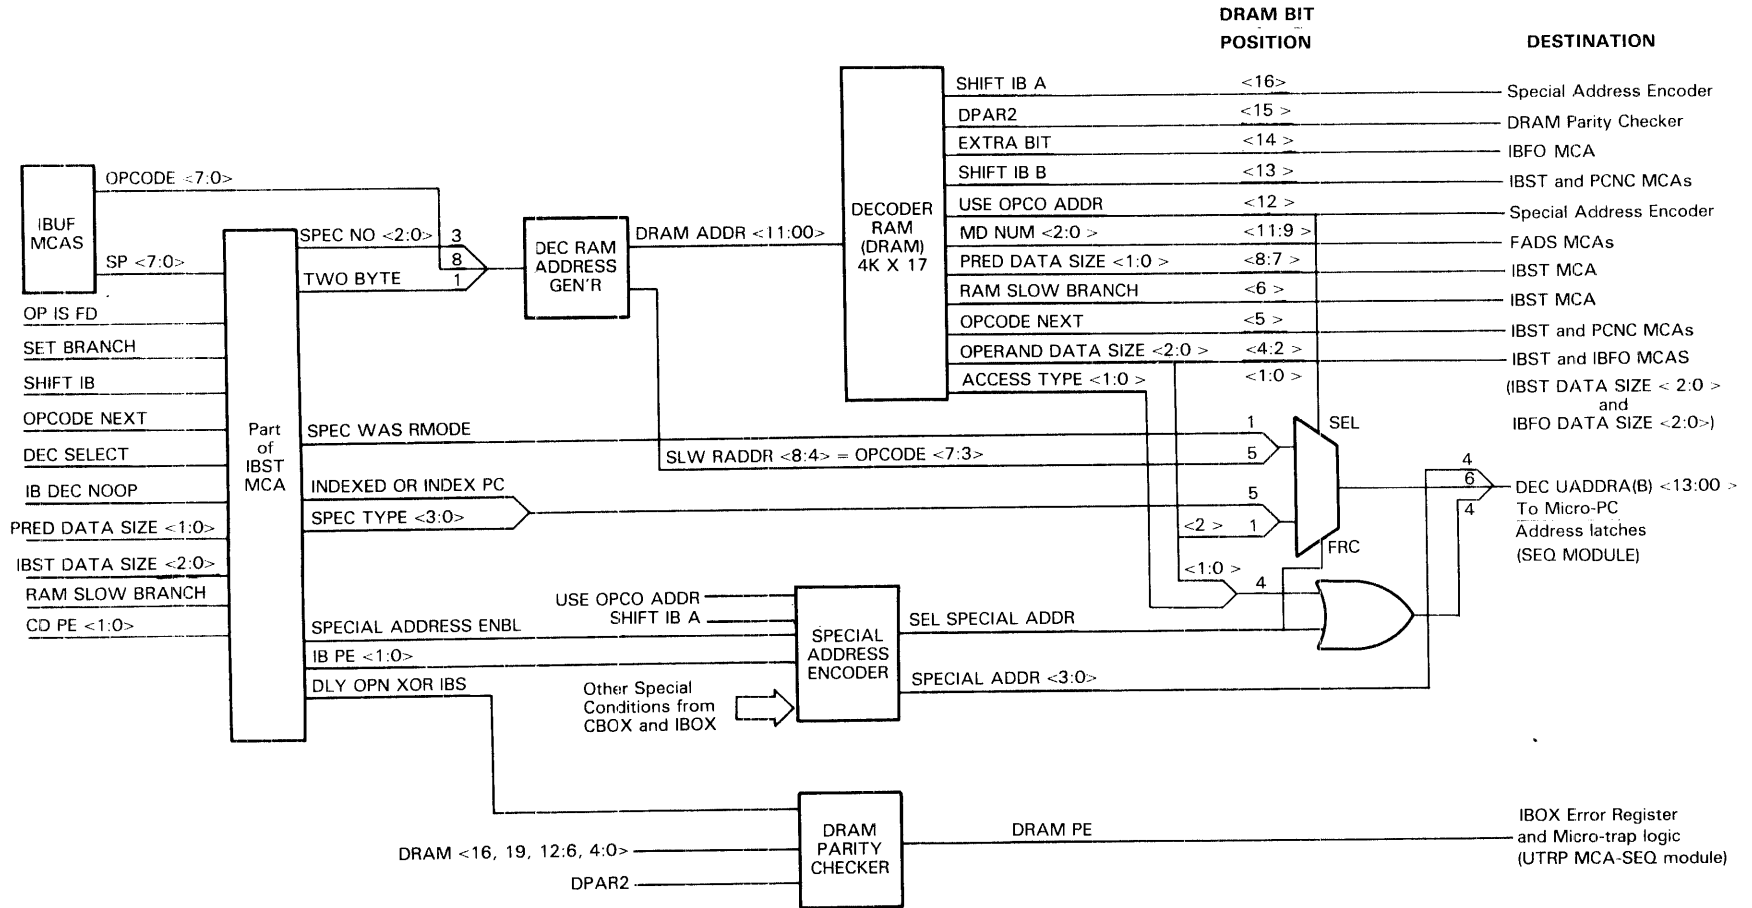 DRAM BIT
POSITION
DESTINATION
SHIFT IB A <16> Special Address Encoder
DPAR2 <15 > DRAM Parity Checker
EXTRA BIT <14 > IBFO MCA
SHIFT IB B <13 > IBST and PCNC MCAs
USE OPCO ADDR <12 > Special Address Encoder
MD NUM <2:0 > <11:9 > FADS MCAs
PRED DATA SIZE <1:0> <8:7 > IBST MCA
RAM SLOW BRANCH <6 > IBST MCA
OPCODE NEXT <5 > IBST and PCNC MCAs
OPERAND DATA SIZE <2:0 > <4:2 > IBST and IBFO MCAS
ACCESS TYPE <1:0 > <1:0 > (IBST DATA SIZE < 2:0 >
and
IBFO DATA SIZE <2:0>)
DECODER
RAM
(DRAM)
4K X 17
IBUF
MCAS
OPCODE <7:0>
SP <7:0>
SPEC NO <2:0> 3
8
TWO BYTE 1
DEC RAM
ADDRESS
GEN'R
DRAM ADDR <11:00>
OP IS FD
SET BRANCH
SHIFT IB
OPCODE NEXT
DEC SELECT
IB DEC NOOP
PRED DATA SIZE <1:0>
IBST DATA SIZE <2:0>
RAM SLOW BRANCH
CD PE <1:0>
Part
of
IBST
MCA
SPEC WAS RMODE 1
SLW RADDR <8:4> = OPCODE <7:3> 5
INDEXED OR INDEX PC 5
SPEC TYPE <3:0> <2 > 1
SEL
FRC
<1:0 > 4
4
6
4
DEC UADDRA(B) <13:00 >
To Micro-PC
Address latches
(SEQ MODULE)
USE OPCO ADDR
SHIFT IB A
SPECIAL ADDRESS ENBL
IB PE <1:0>
DLY OPN XOR IBS
SPECIAL
ADDRESS
ENCODER
SEL SPECIAL ADDR
SPECIAL ADDR <3:0>
Other Special
Conditions from
CBOX and IBOX
DRAM <16, 19, 12:6, 4:0>
DPAR2
DRAM
PARITY
CHECKER
DRAM PE
IBOX Error Register
and Micro-trap logic
(UTRP MCA-SEQ module)